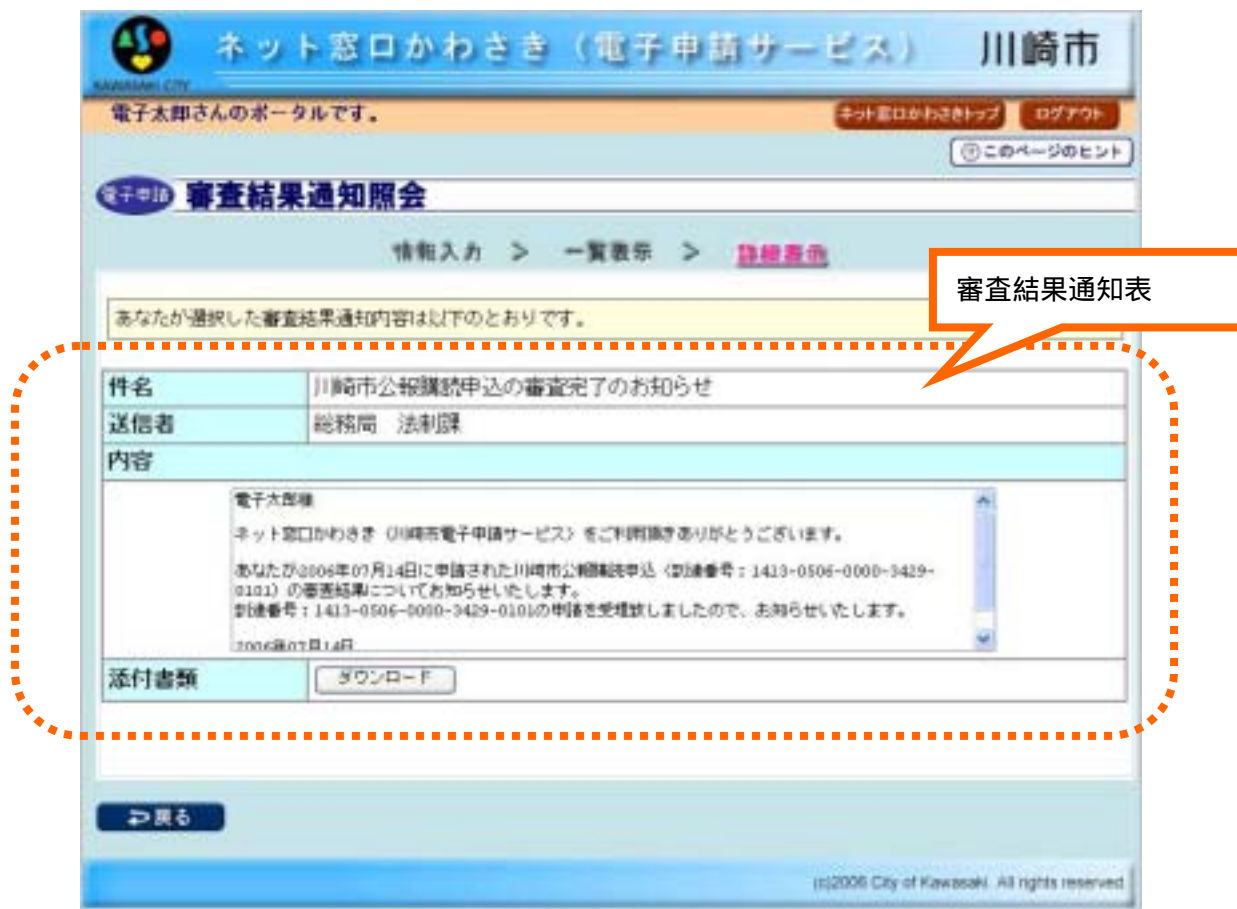 ネット窓口かわさき（電子申請サービス） 川崎市
KAWASAKI CITY
電子太郎さんのポータルです。 ネット窓口かわさきトップ ログアウト
このページのヒント
電子申請 審査結果通知照会
情報入力 ＞ 一覧表示 ＞ 詳細表示
審査結果通知表
あなたが選択した審査結果通知内容は以下のとおりです。
件名 川崎市公報購読申込の審査完了のお知らせ
送信者 総務局 法制課
内容
電子太郎様
ネット窓口かわさき（川崎市電子申請サービス）をご利用頂きありがとうございます。
あなたが2006年07月14日に申請された川崎市公報購読申込（到達番号：1413-0506-0000-3429-
0101）の審査結果についてお知らせいたします。
到達番号：1413-0506-0000-3429-0101の申請を受理致しましたので、お知らせいたします。
2006年07月14日
添付書類 ダウンロード
戻る
(c)2006 City of Kawasaki. All rights reserved.